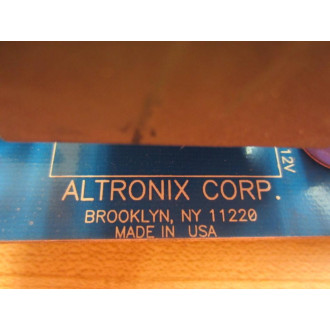 12V
ALTRONIX CORP.
BROOKLYN, NY 11220
MADE IN USA